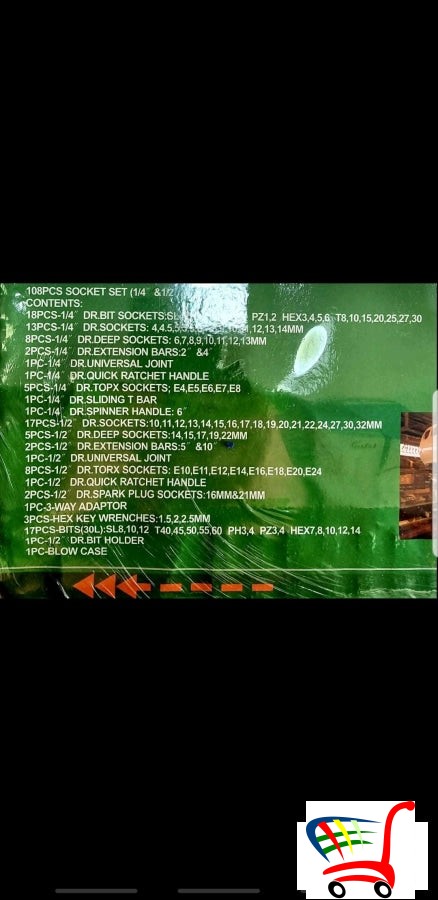 108PCS SOCKET SET (1/4" &1/2
CONTENTS:
18PCS-1/4" DR.BIT SOCKETS: PZ1,2 HEX3,4,5,6 T8,10,15,20,25,27,30
13PCS-1/4" DR.SOCKETS: 4,4.5, 12,13,14MM
8PCS-1/4" DR.DEEP SOCKETS: 6,7,8,9,10,11,12,13MM
2PCS-1/4" DR.EXTENSION BARS:2" &4"
1PC-1/4" DR.UNIVERSAL JOINT
1PC-1/4" DR.QUICK RATCHET HANDLE
5PCS-1/4" DR.TOPX SOCKETS; E4,E5,E6,E7,E8
1PC-1/4" DR.SLIDING T BAR
1PC-1/4" DR.SPINNER HANDLE: 6"
17PCS-1/2" DR.SOCKETS:10,11,12,13,14,15,16,17,18,19,20,21,22,24,27,30,32MM
5PCS-1/2" DR.DEEP SOCKETS:14,15,17,19,22MM
2PCS-1/2" DR.EXTENSION BARS:5" &10"
1PC-1/2" DR.UNIVERSAL JOINT
8PCS-1/2" DR.TORX SOCKETS: E10,E11,E12,E14,E16,E18,E20,E24
1PC-1/2" DR.QUICK RATCHET HANDLE
2PCS-1/2" DR.SPARK PLUG SOCKETS:16MM&21MM
1PC-3-WAY ADAPTOR
3PCS-HEX KEY WRENCHES:1.5,2,2.5MM
17PCS-BITS(30L):SL8,10,12 T40,45,50,55,60 PH3,4 PZ3,4 HEX7,8,10,12,14
1PC-1/2" DR.BIT HOLDER
1PC-BLOW CASE